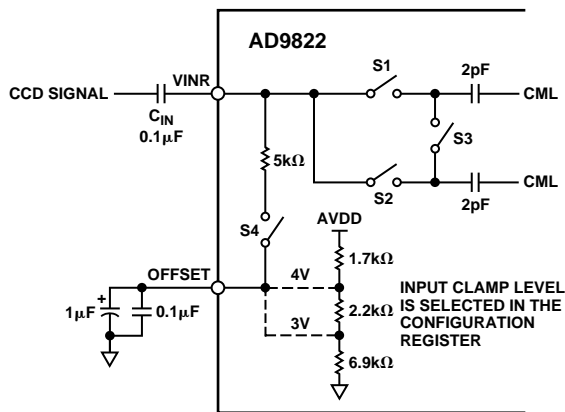 AD9822
S1
2pF
VINR
CCD SIGNAL
CML
CIN
0.1μF
S3
5kΩ
S2
CML
2pF
AVDD
S4
1.7kΩ
OFFSET
4V
INPUT CLAMP LEVEL
IS SELECTED IN THE
CONFIGURATION
REGISTER
+
1μF
0.1μF
2.2kΩ
3V
6.9kΩ